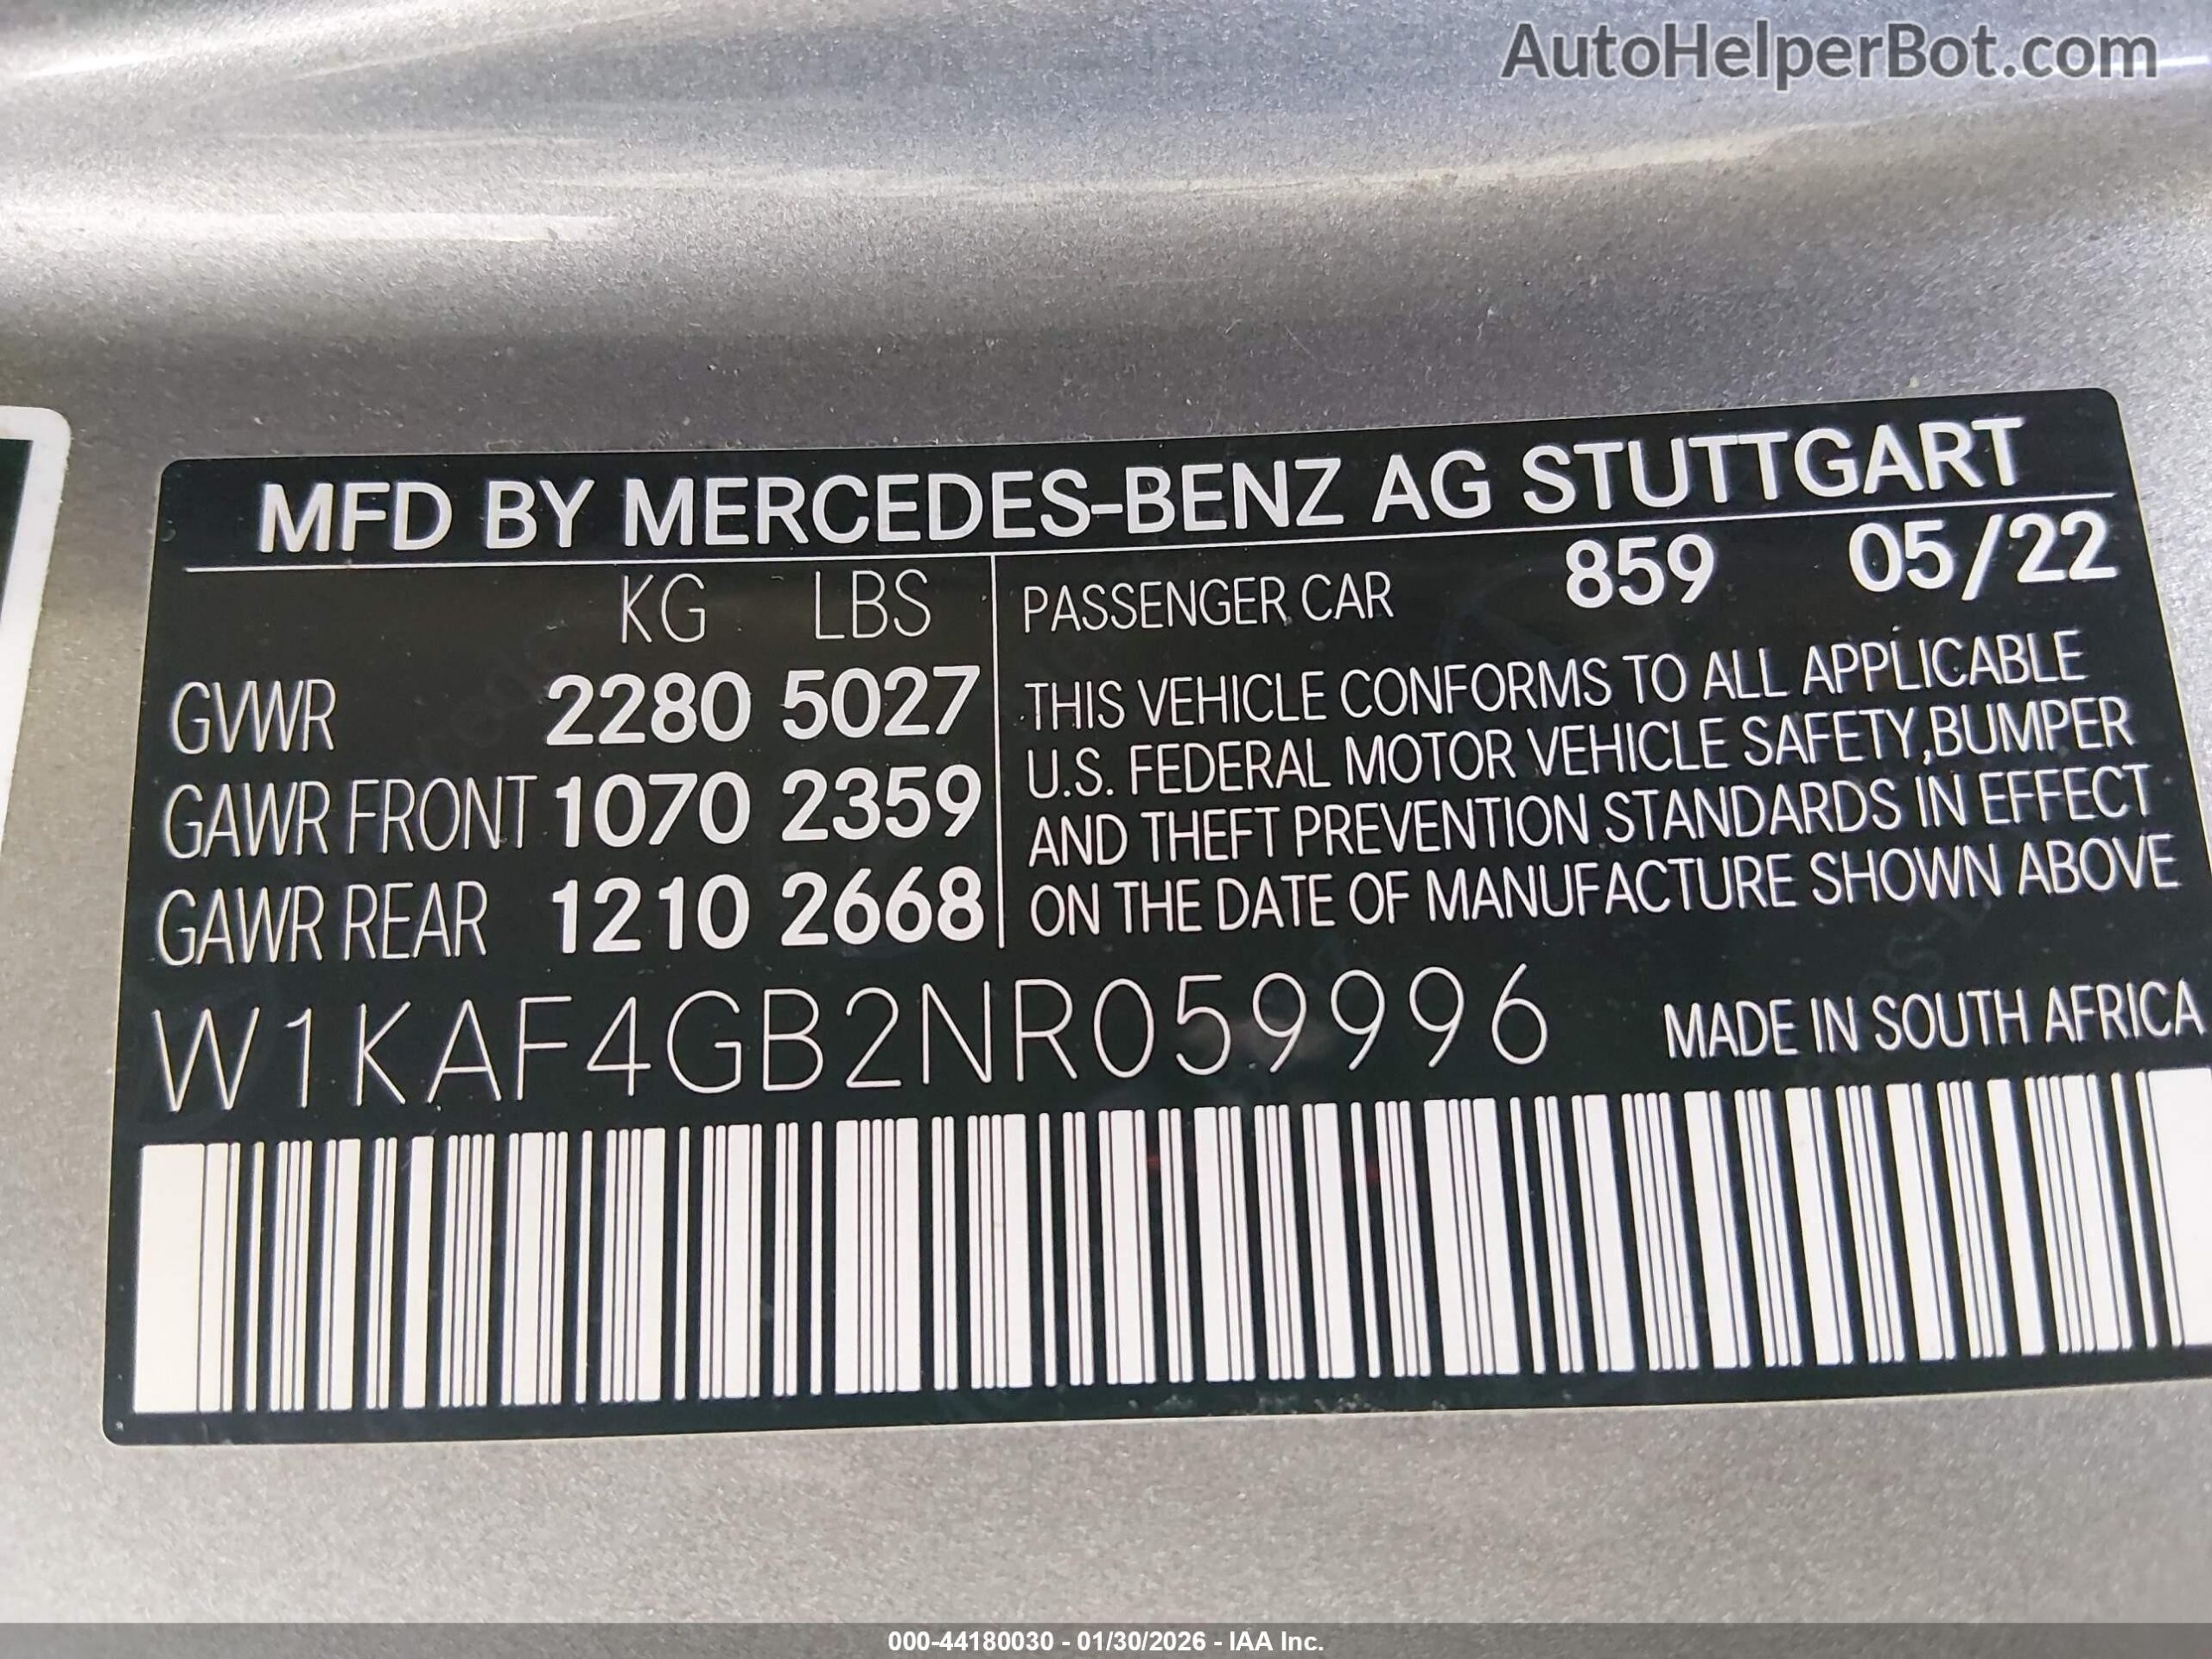 AutoHelperBot.com
MFD BY MERCEDES-BENZ AG STUTTGART
KG LBS
GVWR 2280 5027
GAWR FRONT 1070 2359
GAWR REAR 1210 2668
PASSENGER CAR 859 05/22
THIS VEHICLE CONFORMS TO ALL APPLICABLE
U.S. FEDERAL MOTOR VEHICLE SAFETY,BUMPER
AND THEFT PREVENTION STANDARDS IN EFFECT
ON THE DATE OF MANUFACTURE SHOWN ABOVE
W1KAF4GB2NR059996 MADE IN SOUTH AFRICA
000-44180030 - 01/30/2026 - IAA Inc.